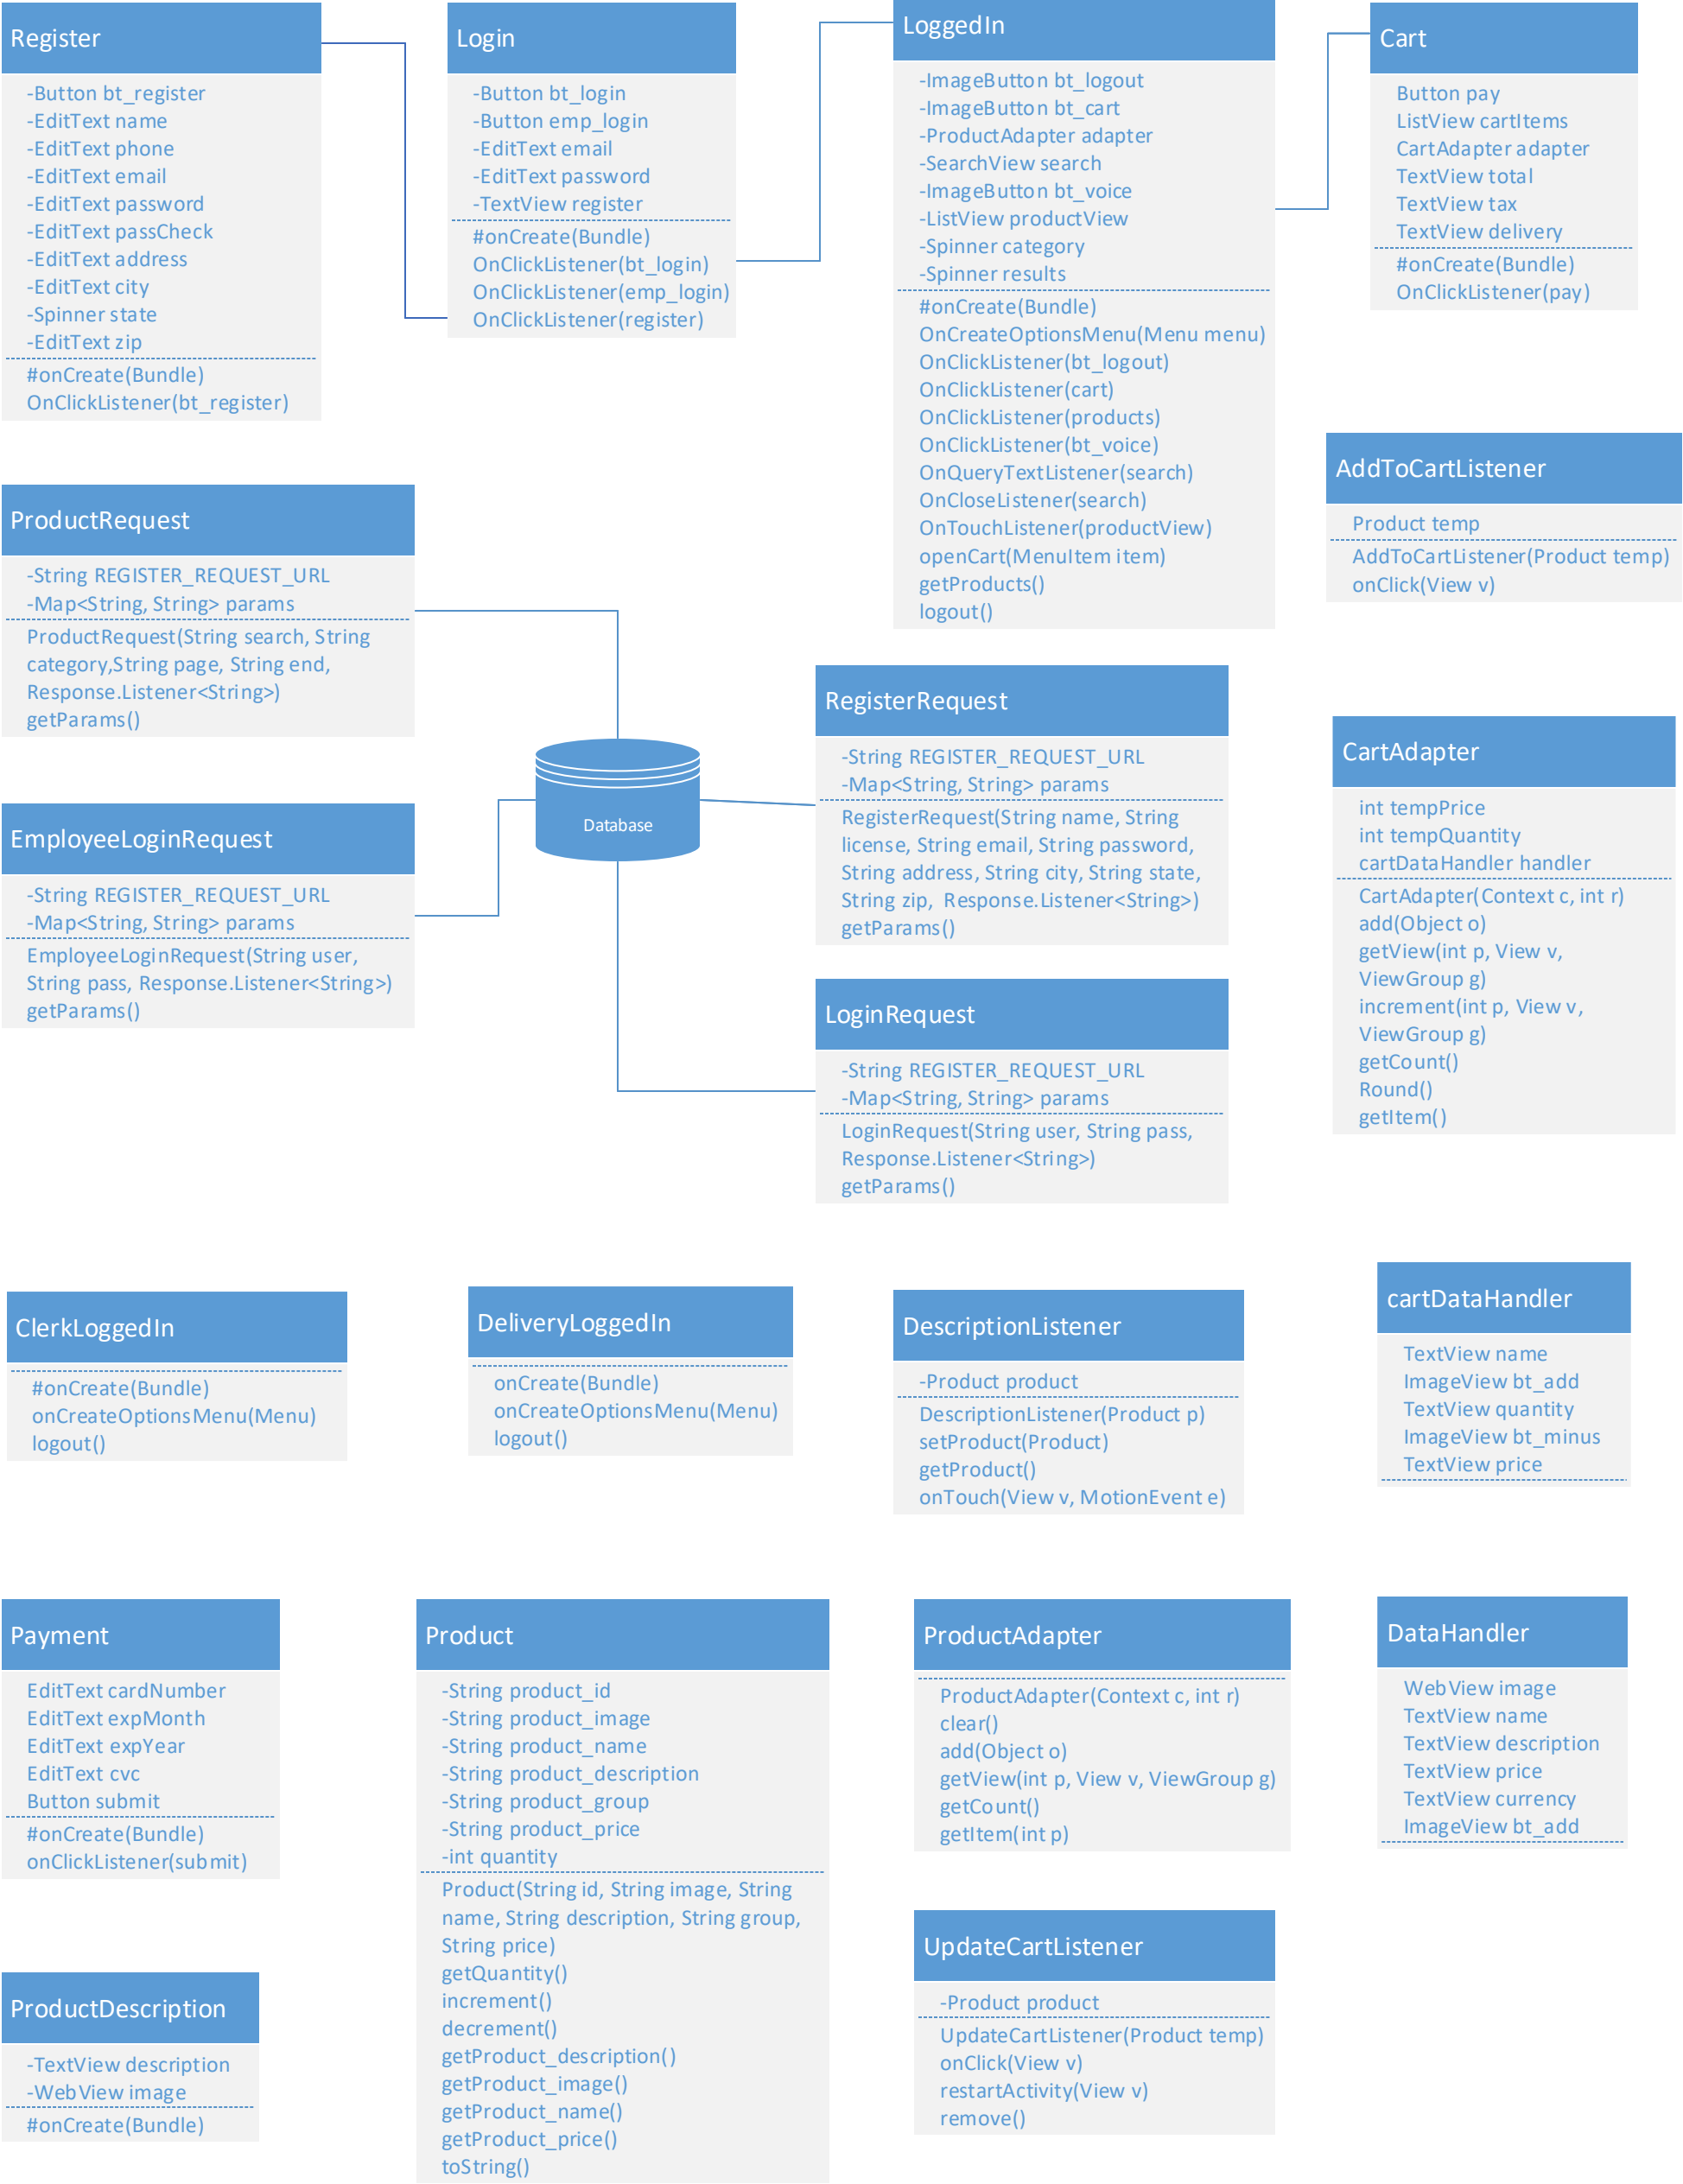 Register
-Button bt_register
-EditText name
-EditText phone
-EditText email
-EditText password
-EditText passCheck
-EditText address
-EditText city
-Spinner state
-EditText zip
#onCreate(Bundle)
OnClickListener(bt_register)
Login
-Button bt_login
-Button emp_login
-EditText email
-EditText password
-TextView register
#onCreate(Bundle)
OnClickListener(bt_login)
OnClickListener(emp_login)
OnClickListener(register)
LoggedIn
-ImageButton bt_logout
-ImageButton bt_cart
-ProductAdapter adapter
-SearchView search
-ImageButton bt_voice
-ListView productView
-Spinner category
-Spinner results
#onCreate(Bundle)
OnCreateOptionsMenu(Menu menu)
OnClickListener(bt_logout)
OnClickListener(cart)
OnClickListener(products)
OnClickListener(bt_voice)
OnQueryTextListener(search)
OnCloseListener(search)
OnTouchListener(productView)
openCart(MenuItem item)
getProducts()
logout()
Cart
Button pay
ListView cartItems
CartAdapter adapter
TextView total
TextView tax
TextView delivery
#onCreate(Bundle)
OnClickListener(pay)
AddToCartListener
Product temp
AddToCartListener(Product temp)
onClick(View v)
ProductRequest
-String REGISTER_REQUEST_URL
-Map<String, String> params
ProductRequest(String search, String
category,String page, String end,
Response.Listener<String>)
getParams()
RegisterRequest
-String REGISTER_REQUEST_URL
-Map<String, String> params
RegisterRequest(String name, String
license, String email, String password,
String address, String city, String state,
String zip, Response.Listener<String>)
getParams()
CartAdapter
int tempPrice
int tempQuantity
cartDataHandler handler
CartAdapter(Context c, int r)
add(Object o)
getView(int p, View v,
ViewGroup g)
increment(int p, View v,
ViewGroup g)
getCount()
Round()
getItem()
Database
EmployeeLoginRequest
-String REGISTER_REQUEST_URL
-Map<String, String> params
EmployeeLoginRequest(String user,
String pass, Response.Listener<String>)
getParams()
LoginRequest
-String REGISTER_REQUEST_URL
-Map<String, String> params
LoginRequest(String user, String pass,
Response.Listener<String>)
getParams()
ClerkLoggedIn
#onCreate(Bundle)
onCreateOptionsMenu(Menu)
logout()
DeliveryLoggedIn
onCreate(Bundle)
onCreateOptionsMenu(Menu)
logout()
DescriptionListener
-Product product
DescriptionListener(Product p)
setProduct(Product)
getProduct()
onTouch(View v, MotionEvent e)
cartDataHandler
TextView name
ImageView bt_add
TextView quantity
ImageView bt_minus
TextView price
Payment
EditText cardNumber
EditText expMonth
EditText expYear
EditText cvc
Button submit
#onCreate(Bundle)
onClickListener(submit)
Product
-String product_id
-String product_image
-String product_name
-String product_description
-String product_group
-String product_price
-int quantity
Product(String id, String image, String
name, String description, String group,
String price)
getQuantity()
increment()
decrement()
getProduct_description()
getProduct_image()
getProduct_name()
getProduct_price()
toString()
ProductAdapter
ProductAdapter(Context c, int r)
clear()
add(Object o)
getView(int p, View v, ViewGroup g)
getCount()
getItem(int p)
DataHandler
WebView image
TextView name
TextView description
TextView price
TextView currency
ImageView bt_add
ProductDescription
-TextView description
-WebView image
#onCreate(Bundle)
UpdateCartListener
-Product product
UpdateCartListener(Product temp)
onClick(View v)
restartActivity(View v)
remove()